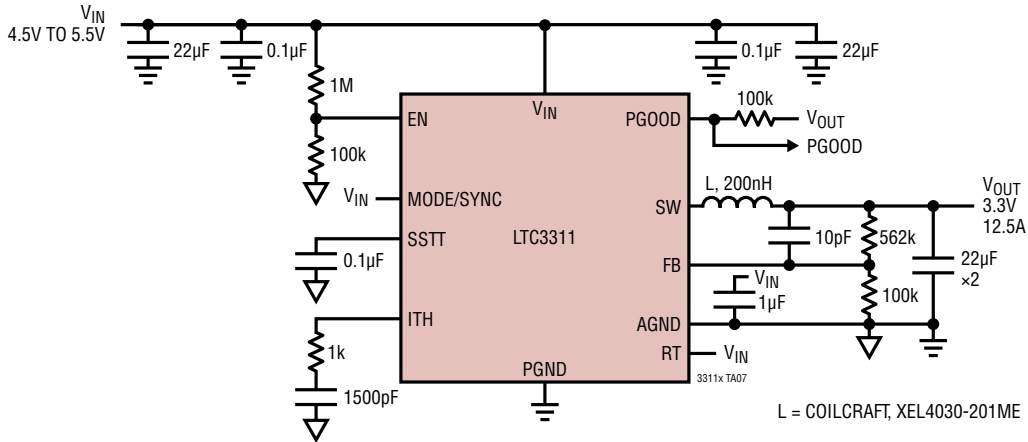 VIN
4.5V TO 5.5V
22µF
0.1µF
0.1µF
22µF
1M
100k
EN
VIN
PGOOD
100k
VOUT
PGOOD
VIN
MODE/SYNC
SW
L, 200nH
VOUT
3.3V
12.5A
SSTT
LTC3311
10pF
562k
0.1µF
FB
VIN
22µF
×2
1µF
100k
ITH
AGND
1k
RT
VIN
PGND
3311x TA07
1500pF
L = COILCRAFT, XEL4030-201ME